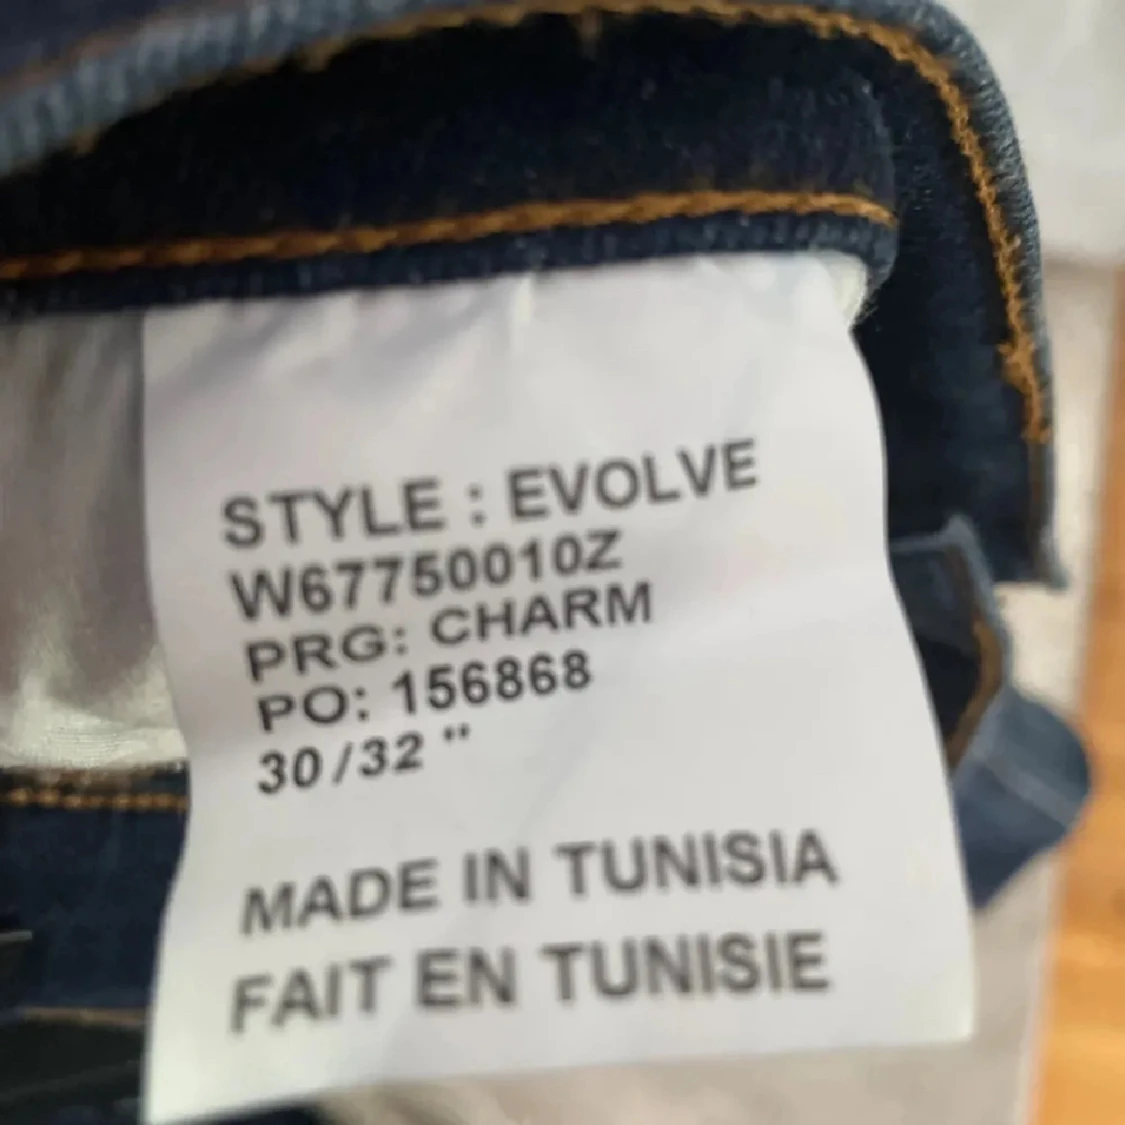 STYLE : EVOLVE
W67750010Z
PRG: CHARM
PO: 156868
30/32 "
MADE IN TUNISIA
FAIT EN TUNISIE